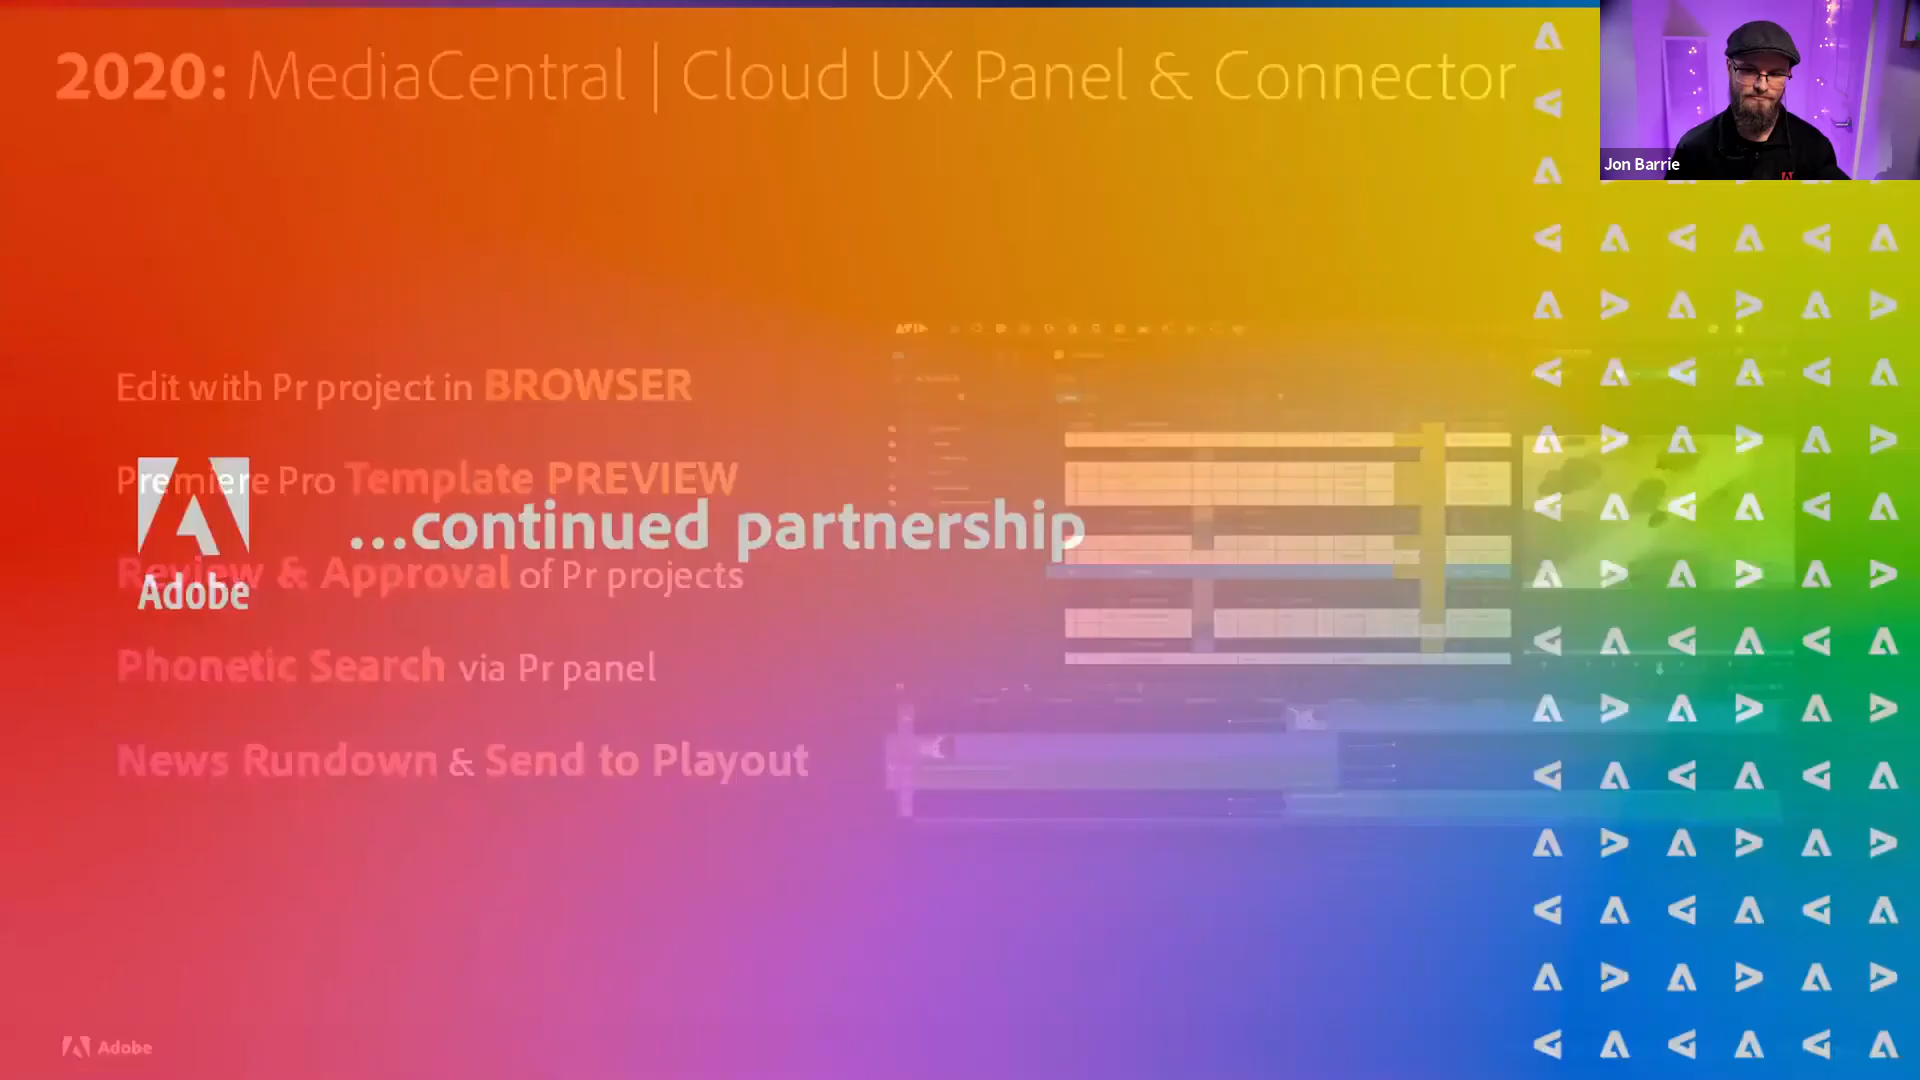 2020: MediaCentral | Cloud UX Panel & Connector
Jon Barrie
Edit with Pr project in BROWSER
Premiere Pro Template PREVIEW
...continued partnership
Review & Approval of Pr projects
Adobe
Phonetic Search via Pr panel
News Rundown & Send to Playout
Adobe